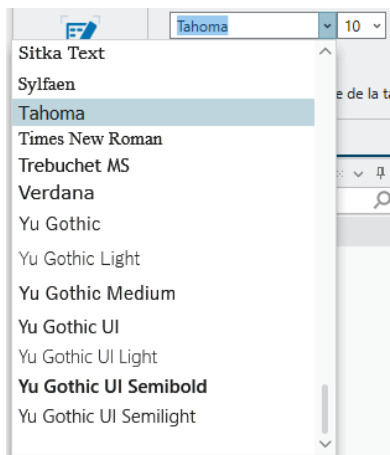 Tahoma 10
Sitka Text
Sylfaen
e de la ta
Tahoma
Times New Roman
Trebuchet MS
Verdana
Yu Gothic
Yu Gothic Light
Yu Gothic Medium
Yu Gothic UI
Yu Gothic UI Light
Yu Gothic UI Semibold
Yu Gothic UI Semilight